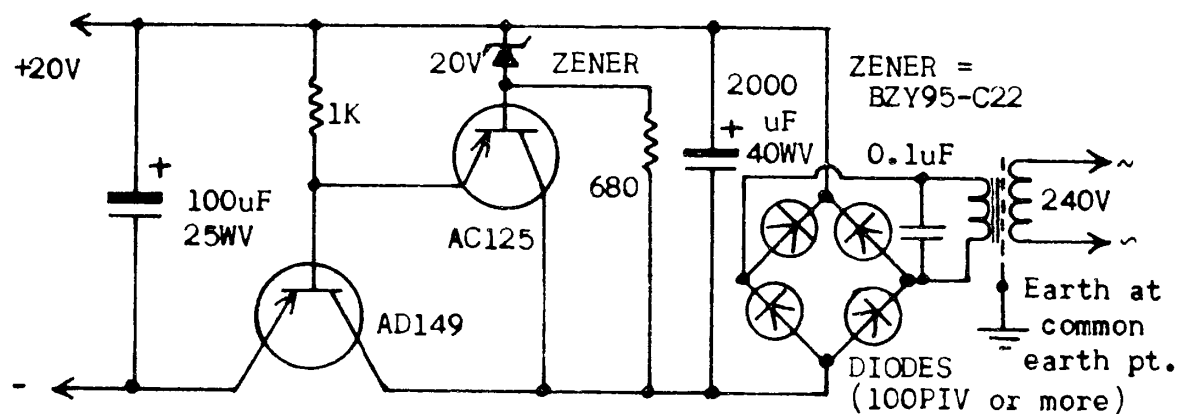 +20V
20V
ZENER
ZENER =
BZY95-C22
1K
2000
+
uF
40WV
0.1uF
+
100uF
25WV
680
~
240V
~
AC125
AD149
Earth at
common
earth pt.
-
DIODES
(100PIV or more)